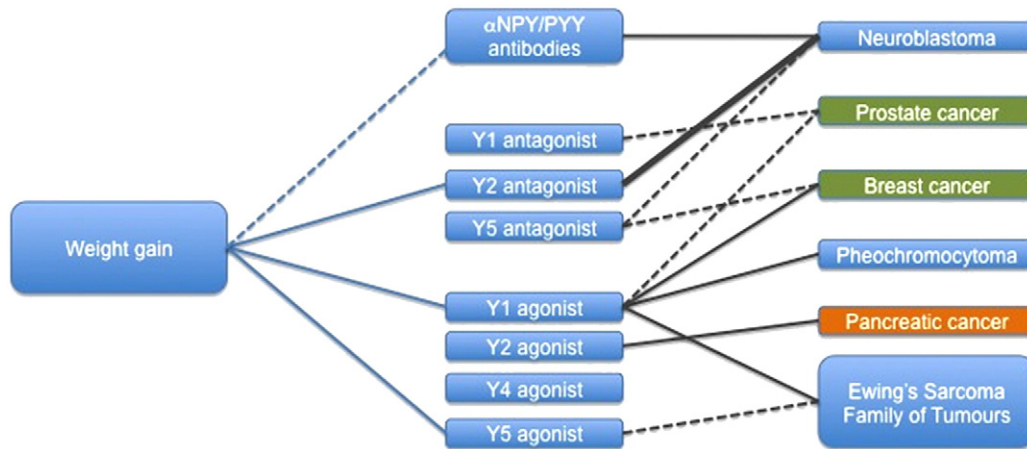 Weight gain
αNPY/PYY
antibodies
Y1 antagonist
Y2 antagonist
Y5 antagonist
Y1 agonist
Y2 agonist
Y4 agonist
Y5 agonist
Neuroblastoma
Prostate cancer
Breast cancer
Pheochromocytoma
Pancreatic cancer
Ewing's Sarcoma
Family of Tumours